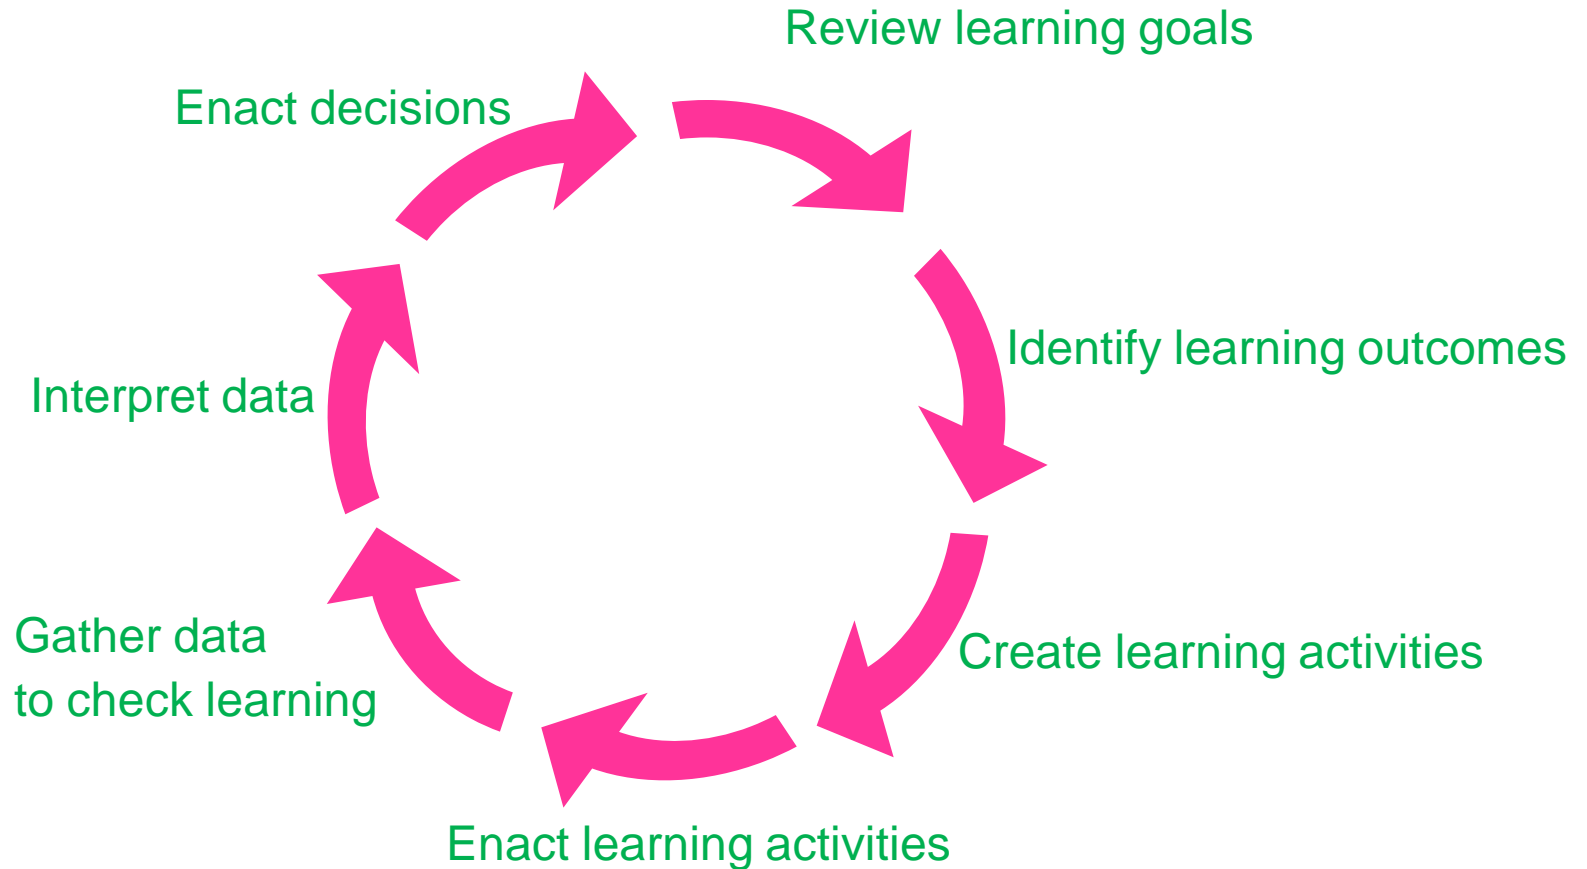 Review learning goals
Enact decisions
Identify learning outcomes
Interpret data
Create learning activities
Gather data
to check learning
Enact learning activities